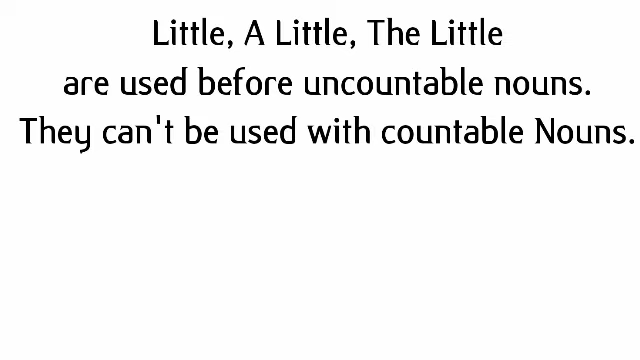 Little, A Little, The Little
are used before uncountable nouns.
They can't be used with countable Nouns.